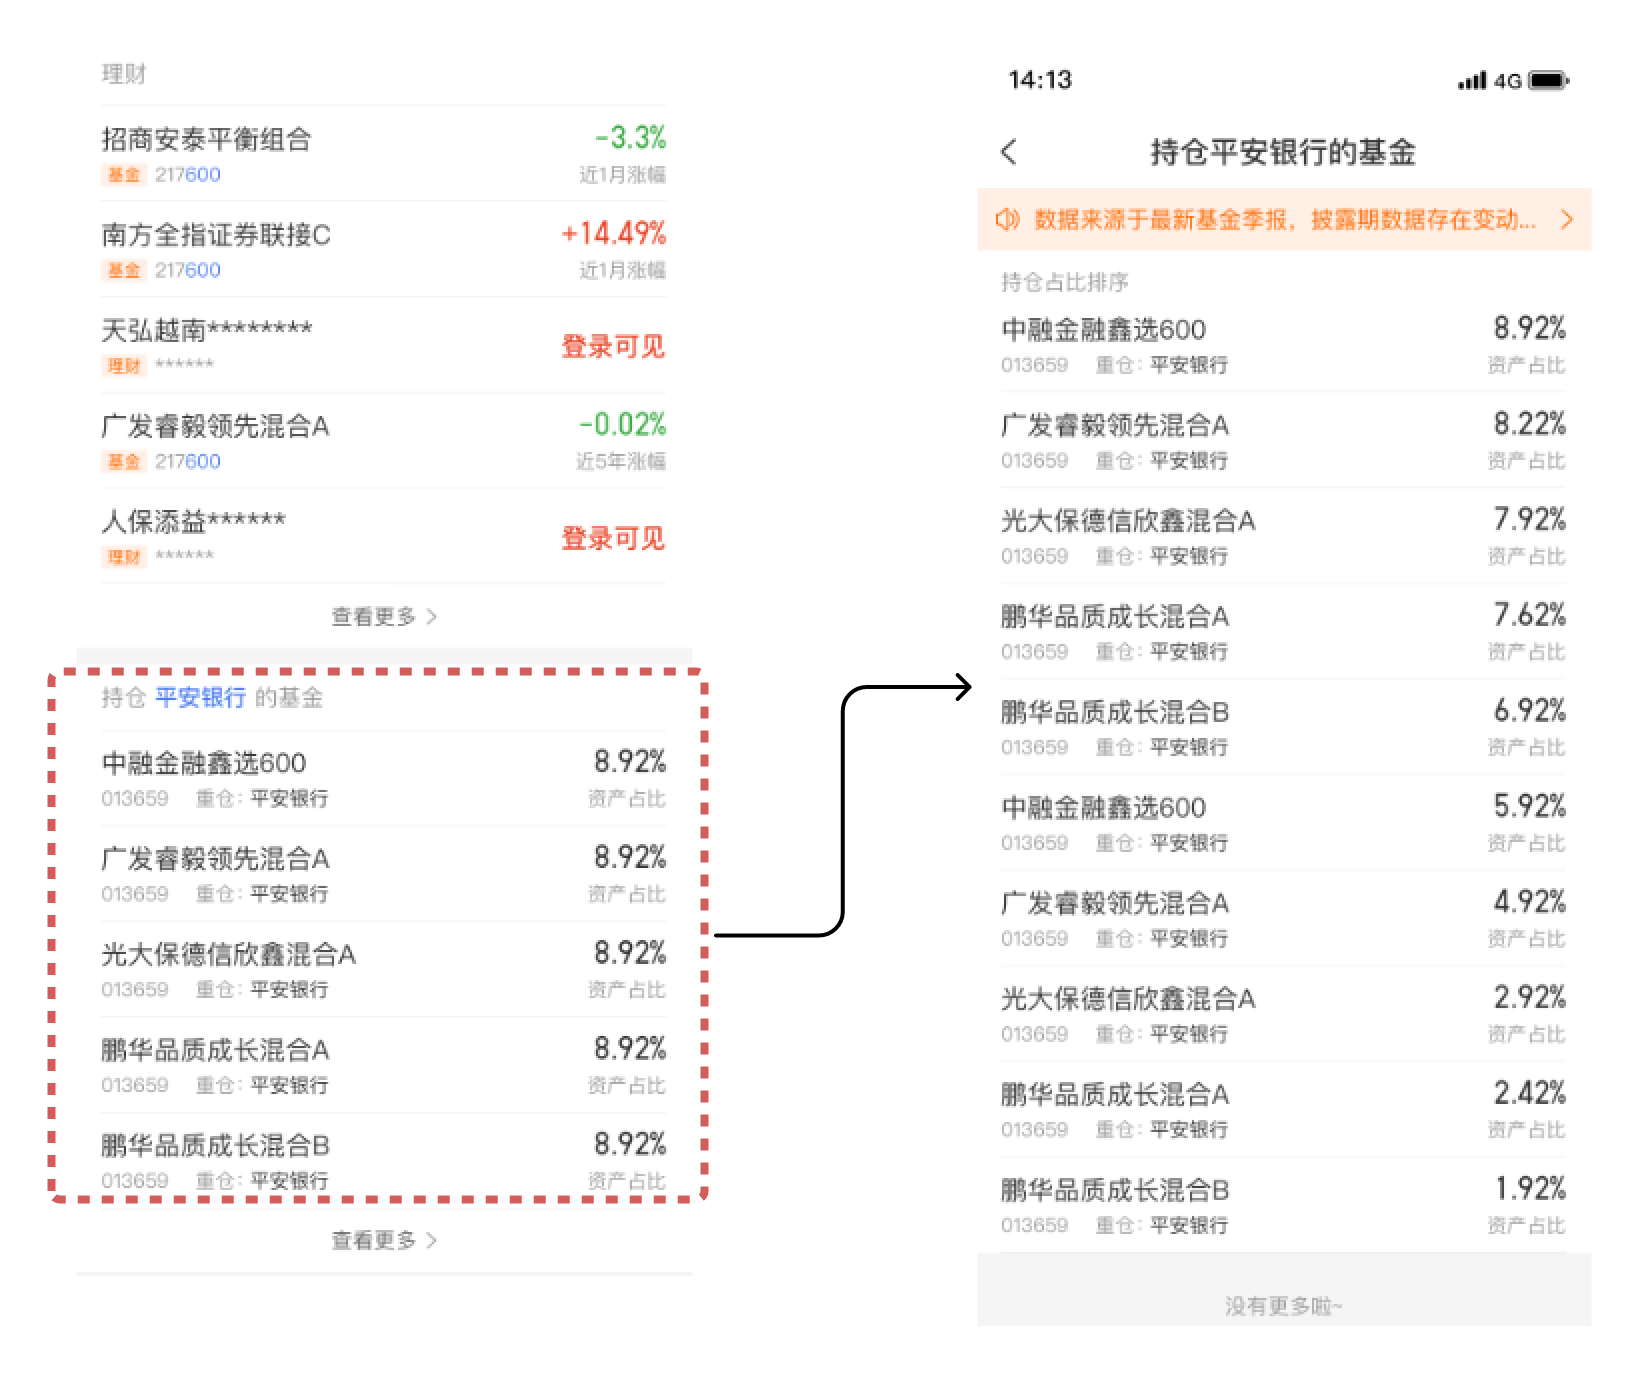 理财
招商安泰平衡组合 -3.3%
基金 217600 近1月涨幅
南方全指证券联接C +14.49%
基金 217600 近1月涨幅
天弘越南******** 登录可见
理财 ******
广发睿毅领先混合A -0.02%
基金 217600 近5年涨幅
人保添益****** 登录可见
理财 ******
查看更多 >
持仓 平安银行 的基金
中融金融鑫选600 8.92%
013659 重仓：平安银行 资产占比
广发睿毅领先混合A 8.92%
013659 重仓：平安银行 资产占比
光大保德信欣鑫混合A 8.92%
013659 重仓：平安银行 资产占比
鹏华品质成长混合A 8.92%
013659 重仓：平安银行 资产占比
鹏华品质成长混合B 8.92%
013659 重仓：平安银行 资产占比
查看更多 >
14:13 4G
持仓平安银行的基金
数据来源于最新基金季报，披露期数据存在变动...
持仓占比排序
中融金融鑫选600 8.92%
013659 重仓：平安银行 资产占比
广发睿毅领先混合A 8.22%
013659 重仓：平安银行 资产占比
光大保德信欣鑫混合A 7.92%
013659 重仓：平安银行 资产占比
鹏华品质成长混合A 7.62%
013659 重仓：平安银行 资产占比
鹏华品质成长混合B 6.92%
013659 重仓：平安银行 资产占比
中融金融鑫选600 5.92%
013659 重仓：平安银行 资产占比
广发睿毅领先混合A 4.92%
013659 重仓：平安银行 资产占比
光大保德信欣鑫混合A 2.92%
013659 重仓：平安银行 资产占比
鹏华品质成长混合A 2.42%
013659 重仓：平安银行 资产占比
鹏华品质成长混合B 1.92%
013659 重仓：平安银行 资产占比
没有更多啦~